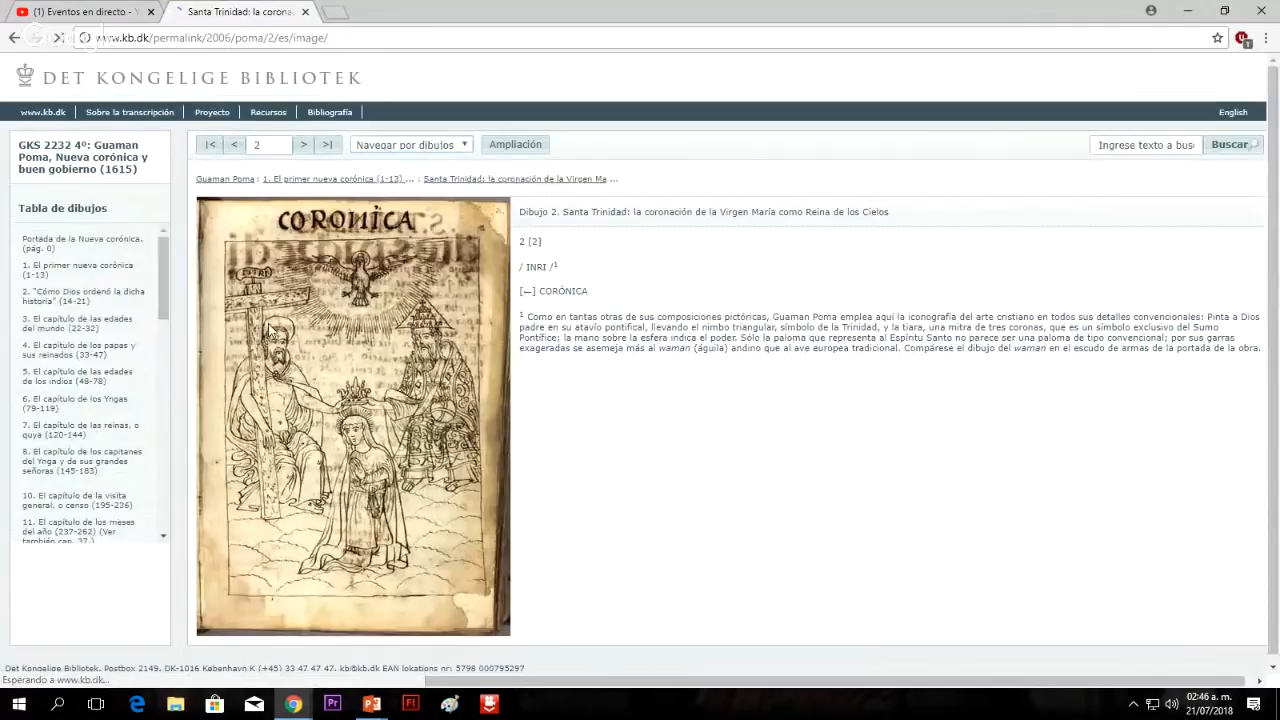 (1) Eventos en directo - Y
Santa Trinidad: la corona
www.kb.dk/permalink/2006/poma/2/es/image/
1
DET KONGELIGE BIBLIOTEK
www.kb.dk
Sobre la transcripción
Proyecto
Recursos
Bibliografía
English
GKS 2232 4º: Guaman
Poma, Nueva corónica y
buen gobierno (1615)
Tabla de dibujos
Portada de la Nueva corónica.
(pág. 0)
1. El primer nueva corónica
(1-13)
2. "Cómo Dios ordenó la dicha
historia" (14-21)
3. El capítulo de las edades
del mundo (22-32)
4. El capítulo de los papas y
sus reinados (33-47)
5. El capítulo de las edades
de los indios (48-78)
6. El capítulo de los Yngas
(79-119)
7. El capítulo de las reinas, o
quya (120-144)
8. El capítulo de los capitanes
del Ynga y de sus grandes
señoras (145-183)
10. El capítulo de la visita
general, o censo (195-236)
11. El capítulo de los meses
del año (237-262) (Ver
también cap. 37.)
|<
<
2
>
>|
Navegar por dibujos
Ampliación
Ingrese texto a bus
Buscar
Guaman Poma : 1. El primer nueva corónica (1-13) ... : Santa Trinidad: la coronación de la Virgen Ma ...
CORONICA
Dibujo 2. Santa Trinidad: la coronación de la Virgen María como Reina de los Cielos
2 [2]
/ INRI /1
[←] CORÓNICA
1 Como en tantas otras de sus composiciones pictóricas, Guaman Poma emplea aquí la iconografía del arte cristiano en todos sus detalles convencionales: Pinta a Dios
padre en su atavío pontifical, llevando el nimbo triangular, símbolo de la Trinidad, y la tiara, una mitra de tres coronas, que es un símbolo exclusivo del Sumo
Pontífice; la mano sobre la esfera indica el poder. Sólo la paloma que representa al Espíritu Santo no parece ser una paloma de tipo convencional; por sus garras
exageradas se asemeja más al waman (águila) andino que al ave europea tradicional. Compárese el dibujo del waman en el escudo de armas de la portada de la obra.
Det Kongelige Bibliotek, Postbox 2149, DK-1016 København K (+45) 33 47 47 47, kb@kb.dk EAN lokations nr: 5798 000795297
Esperando a www.kb.dk...
Pr
Fl
02:46 a. m.
21/07/2018